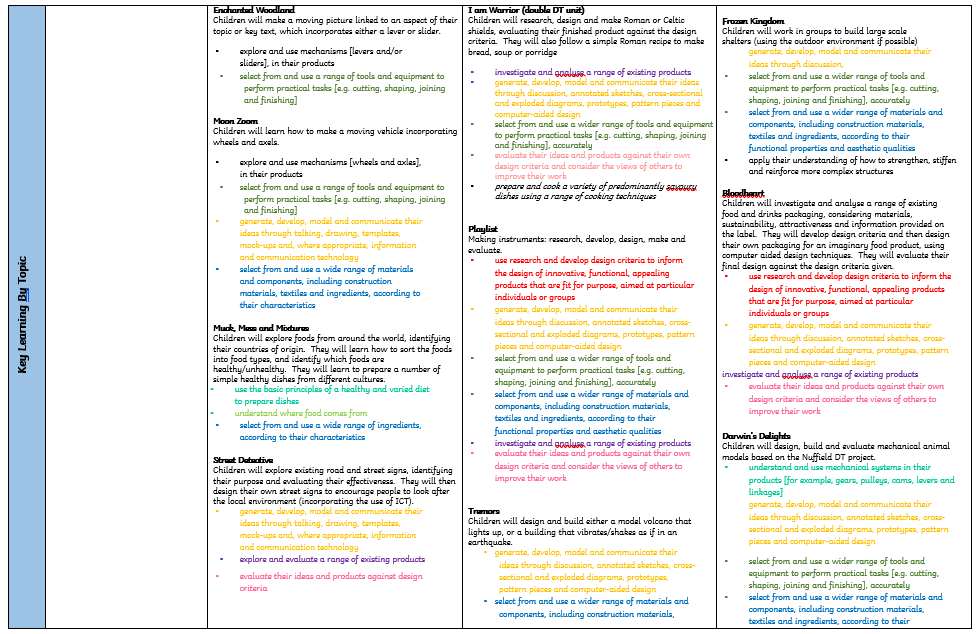 Key Learning By Topic
Enchanted Woodland
Children will make a moving picture linked to an aspect of their
topic or key text, which incorporates either a lever or slider.
explore and use mechanisms [levers and/or
sliders], in their products
select from and use a range of tools and equipment to
perform practical tasks [e.g. cutting, shaping, joining
and finishing]
Moon Zoom
Children will learn how to make a moving vehicle incorporating
wheels and axels.
explore and use mechanisms [wheels and axles],
in their products
select from and use a range of tools and equipment to
perform practical tasks [e.g. cutting, shaping, joining
and finishing]
generate, develop, model and communicate their
ideas through talking, drawing, templates,
mock-ups and, where appropriate, information
and communication technology
select from and use a wide range of materials
and components, including construction
materials, textiles and ingredients, according to
their characteristics
Muck, Mess and Mixtures
Children will explore foods from around the world, identifying
their countries of origin. They will learn how to sort the foods
into food types, and identify which foods are
healthy/unhealthy. They will learn to prepare a number of
simple healthy dishes from different cultures.
use the basic principles of a healthy and varied diet
to prepare dishes
understand where food comes from
select from and use a wide range of ingredients,
according to their characteristics
Street Detective
Children will explore existing road and street signs, identifying
their purpose and evaluating their effectiveness. They will then
design their own street signs to encourage people to look after
the local environment (incorporating the use of ICT).
generate, develop, model and communicate their
ideas through talking, drawing, templates,
mock-ups and, where appropriate, information
and communication technology
explore and evaluate a range of existing products
evaluate their ideas and products against design
criteria
I am Warrior (double DT unit)
Children will research, design and make Roman or Celtic
shields, evaluating their finished product against the design
criteria. They will also follow a simple Roman recipe to make
bread, soup or porridge
investigate and analyse a range of existing products
generate, develop, model and communicate their ideas
through discussion, annotated sketches, cross-sectional
and exploded diagrams, prototypes, pattern pieces and
computer-aided design
select from and use a wider range of tools and equipment
to perform practical tasks [e.g. cutting, shaping, joining
and finishing], accurately
evaluate their ideas and products against their own
design criteria and consider the views of others to
improve their work
prepare and cook a variety of predominantly savoury
dishes using a range of cooking techniques
Playlist
Making instruments: research, develop, design, make and
evaluate.
use research and develop design criteria to inform
the design of innovative, functional, appealing
products that are fit for purpose, aimed at particular
individuals or groups
generate, develop, model and communicate their
ideas through discussion, annotated sketches, cross-
sectional and exploded diagrams, prototypes, pattern
pieces and computer-aided design
select from and use a wider range of tools and
equipment to perform practical tasks [e.g. cutting,
shaping, joining and finishing], accurately
select from and use a wider range of materials and
components, including construction materials,
textiles and ingredients, according to their
functional properties and aesthetic qualities
investigate and analyse a range of existing products
evaluate their ideas and products against their own
design criteria and consider the views of others to
improve their work
Tremors
Children will design and build either a model volcano that
lights up, or a building that vibrates/shakes as if in an
earthquake.
generate, develop, model and communicate their
ideas through discussion, annotated sketches, cross-
sectional and exploded diagrams, prototypes,
pattern pieces and computer-aided design
select from and use a wider range of materials and
components, including construction materials,
Frozen Kingdom
Children will work in groups to build large scale
shelters (using the outdoor environment if possible)
generate, develop, model and communicate their
ideas through discussion,
select from and use a wider range of tools and
equipment to perform practical tasks [e.g. cutting,
shaping, joining and finishing], accurately
select from and use a wider range of materials and
components, including construction materials,
textiles and ingredients, according to their
functional properties and aesthetic qualities
apply their understanding of how to strengthen, stiffen
and reinforce more complex structures
Bloodheart
Children will investigate and analyse a range of existing
food and drinks packaging, considering materials,
sustainability, attractiveness and information provided on
the label. They will develop design criteria and then design
their own packaging for an imaginary food product, using
computer aided design techniques. They will evaluate their
final design against the design criteria given.
use research and develop design criteria to inform the
design of innovative, functional, appealing products
that are fit for purpose, aimed at particular
individuals or groups
generate, develop, model and communicate their
ideas through discussion, annotated sketches, cross-
sectional and exploded diagrams, prototypes, pattern
pieces and computer-aided design
investigate and analyse a range of existing products
evaluate their ideas and products against their own
design criteria and consider the views of others to
improve their work
Darwin's Delights
Children will design, build and evaluate mechanical animal
models based on the Nuffield DT project.
understand and use mechanical systems in their
products [for example, gears, pulleys, cams, levers and
linkages]
generate, develop, model and communicate their
ideas through discussion, annotated sketches, cross-
sectional and exploded diagrams, prototypes, pattern
pieces and computer-aided design
select from and use a wider range of tools and
equipment to perform practical tasks [e.g. cutting,
shaping, joining and finishing], accurately
select from and use a wider range of materials and
components, including construction materials,
textiles and ingredients, according to their